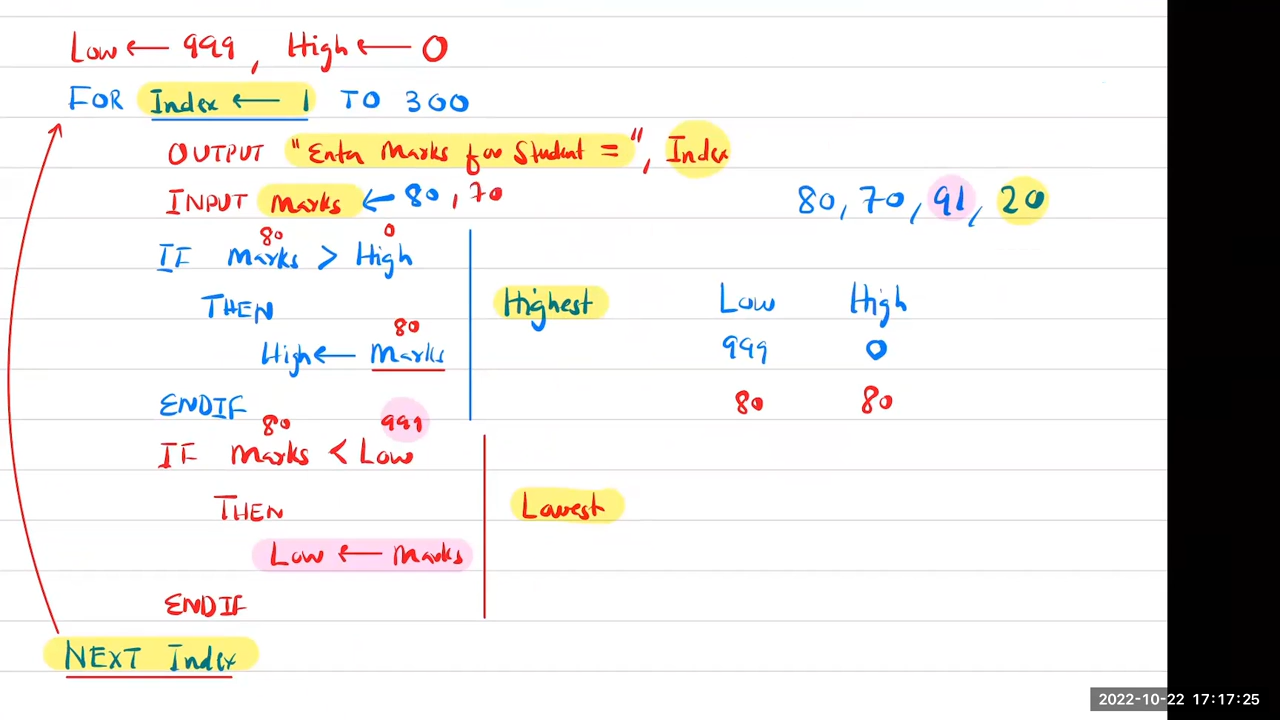 Low ← 999, High ← 0
FOR Index ← 1 TO 300
OUTPUT "Enter Marks for Student = ", Index
INPUT Marks ← 80, 70
80, 70, 91, 20
80 0
IF Marks > High
THEN
Highest
Low High
80
High ← Marks
999 0
ENDIF
80 80
80 999
IF Marks < Low
THEN
Lowest
Low ← Marks
ENDIF
NEXT Index
2022-10-22 17:17:25